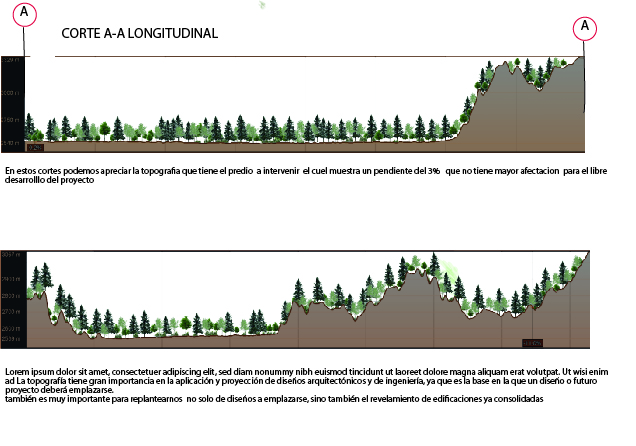 A
A
CORTE A-A LONGITUDINAL
En estos cortes podemos apreciar la topografia que tiene el predio a intervenir el cuel muestra un pendiente del 3% que no tiene mayor afectacion para el libre
desarrolllo del proyecto
Lorem ipsum dolor sit amet, consectetuer adipiscing elit, sed diam nonummy nibh euismod tincidunt ut laoreet dolore magna aliquam erat volutpat. Ut wisi enim
ad La topografía tiene gran importancia en la aplicación y proyección de diseños arquitectónicos y de ingeniería, ya que es la base en la que un diseño o futuro
proyecto deberá emplazarse.
también es muy importante para replantearnos no solo de diseños a emplazarse, sino también el revelamiento de edificaciones ya consolidadas